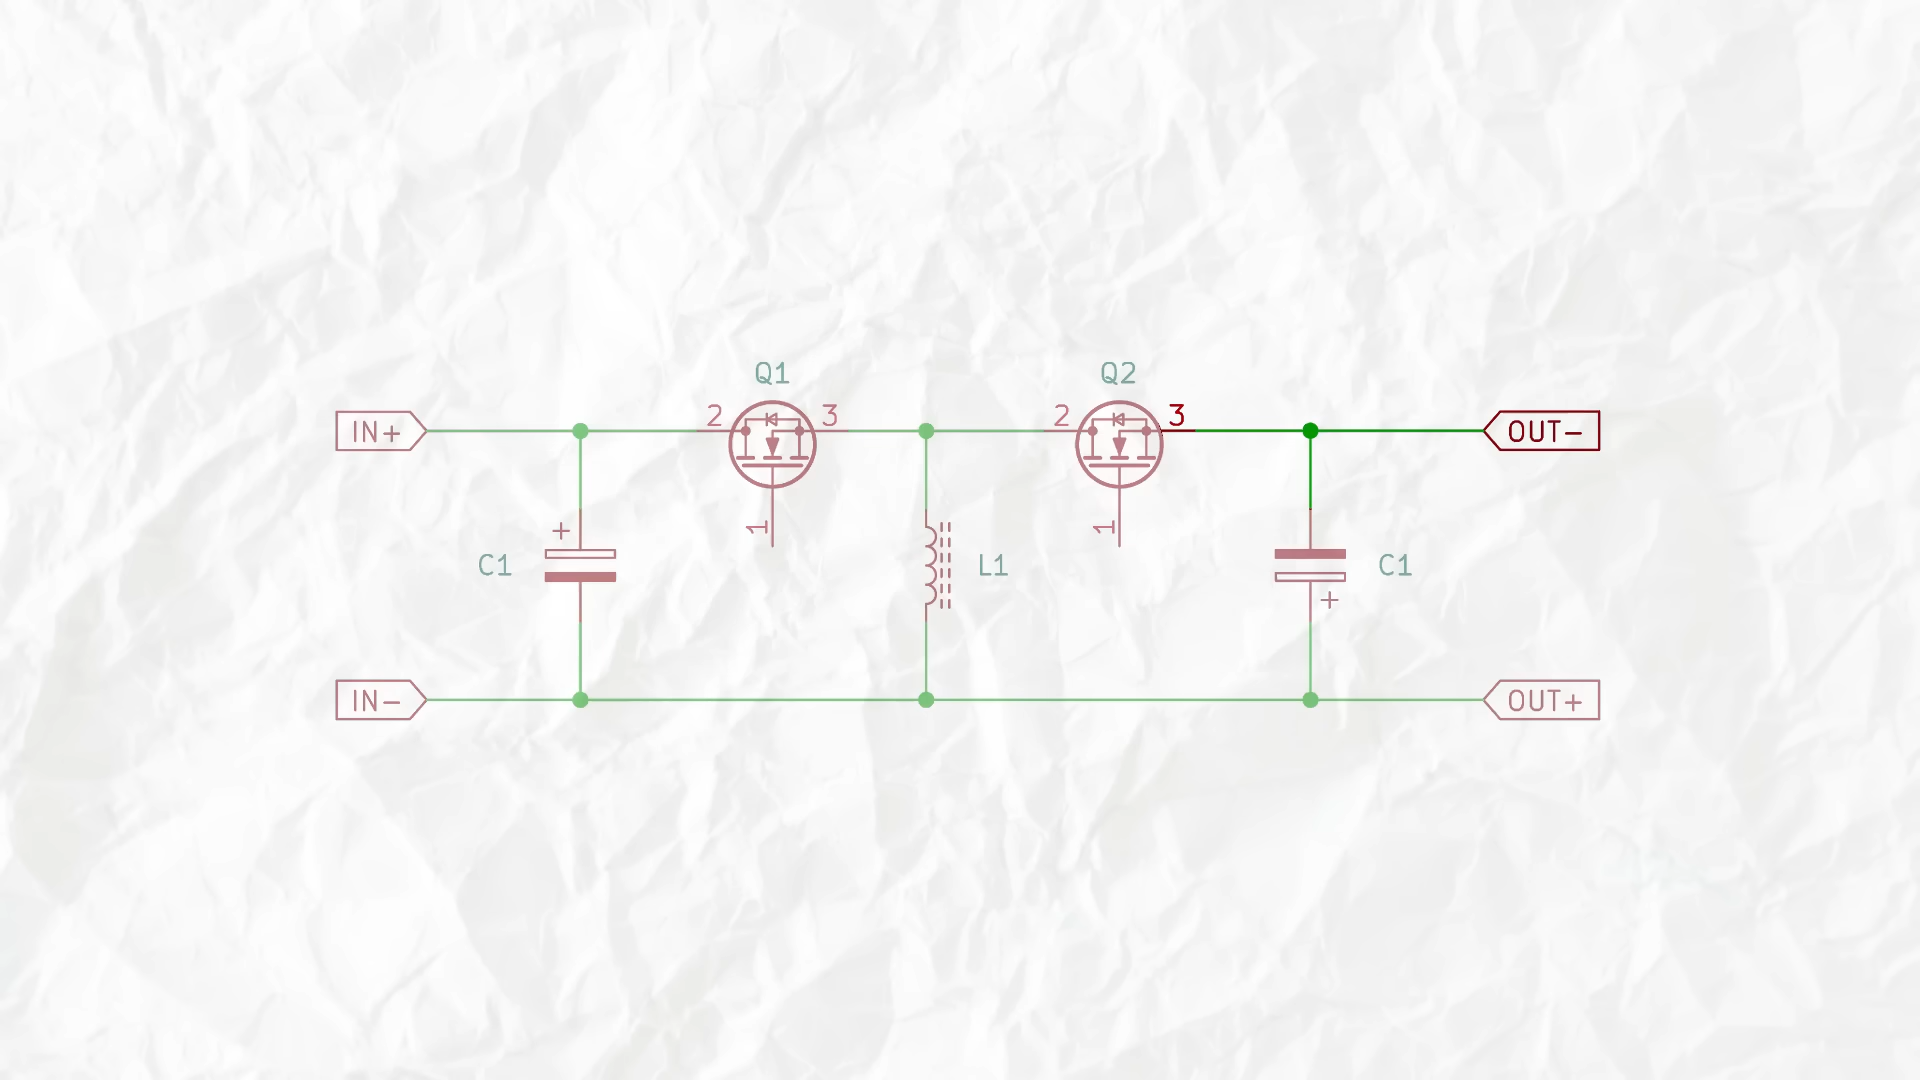 Q1
Q2
IN+
2
3
2
3
OUT-
+
1
1
C1
L1
C1
+
IN-
OUT+